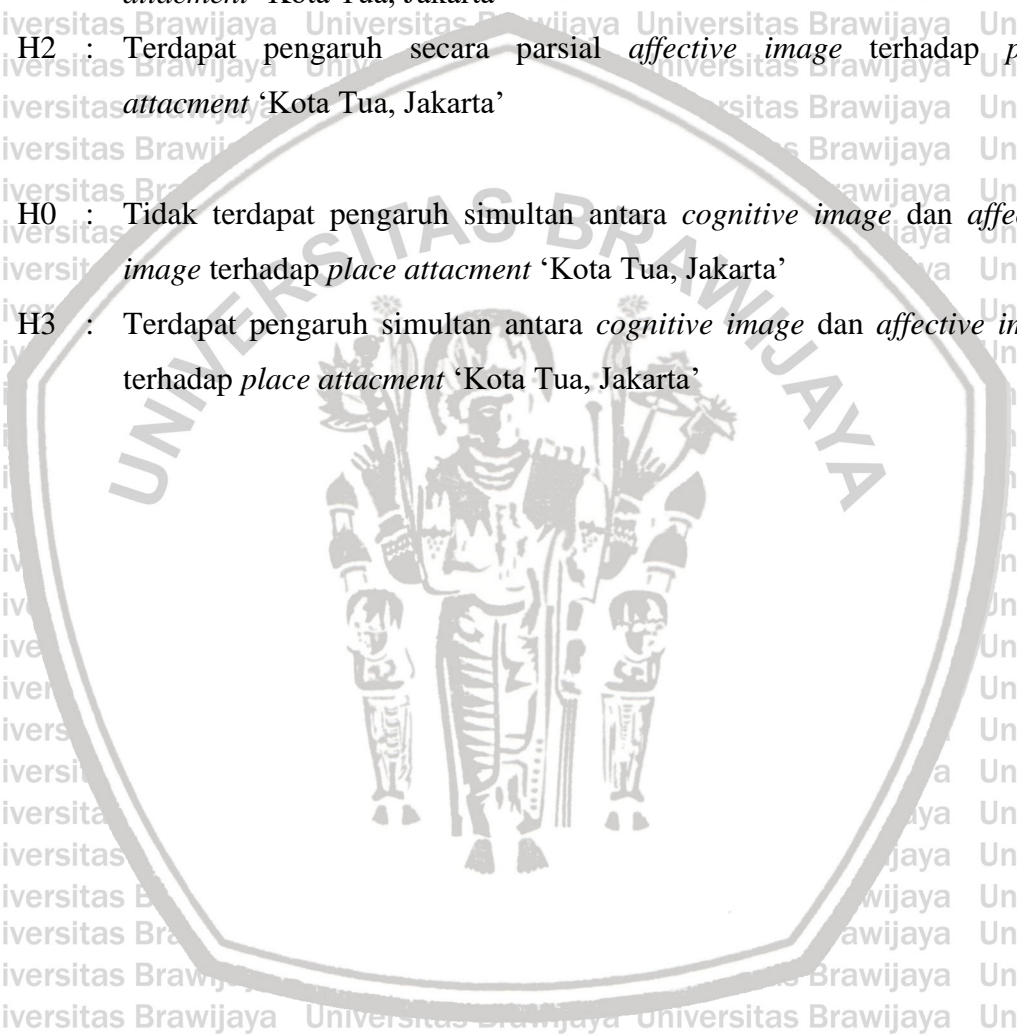 attacment 'Kota Tua, Jakarta'
H2 : Terdapat pengaruh secara parsial affective image terhadap
attacment 'Kota Tua, Jakarta'
H0 : Tidak terdapat pengaruh simultan antara cognitive image dan
image terhadap place attacment 'Kota Tua, Jakarta'
H3 : Terdapat pengaruh simultan antara cognitive image dan affective
terhadap place attacment 'Kota Tua, Jakarta'
UNIVERSITAS BRAWIJAYA